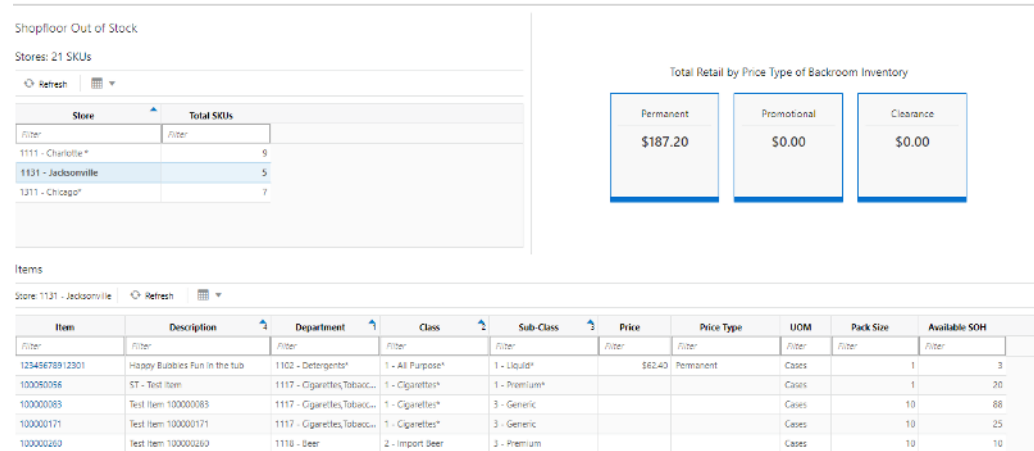 Shopfloor Out of Stock
Stores: 21 SKUs
Refresh
Store Total SKUs
Filter Filter
1111 - Charlotte* 9
1131 - Jacksonville 5
1311 - Chicago* 7
Total Retail by Price Type of Backroom Inventory
Permanent Promotional Clearance
$187.20 $0.00 $0.00
Items
Store: 1131 - Jacksonville Refresh
Item Description 4 Department 1 Class 2 Sub-Class 3 Price Price Type UOM Pack Size Available SOH
Filter Filter Filter Filter Filter Filter Filter Filter Filter Filter
12345678912301 Happy Bubbles Fun in the tub 1102 - Detergents* 1 - All Purpose* 1 - Liquid* $62.40 Permanent Cases 1 3
100050056 ST - Test Item 1117 - Cigarettes,Tobacc... 1 - Cigarettes* 1 - Premium* Cases 1 20
100000083 Test Item 100000083 1117 - Cigarettes,Tobacc... 1 - Cigarettes* 3 - Generic Cases 10 88
100000171 Test Item 100000171 1117 - Cigarettes,Tobacc... 1 - Cigarettes* 3 - Generic Cases 10 25
100000260 Test Item 100000260 1118 - Beer 2 - Import Beer 3 - Premium Cases 10 10